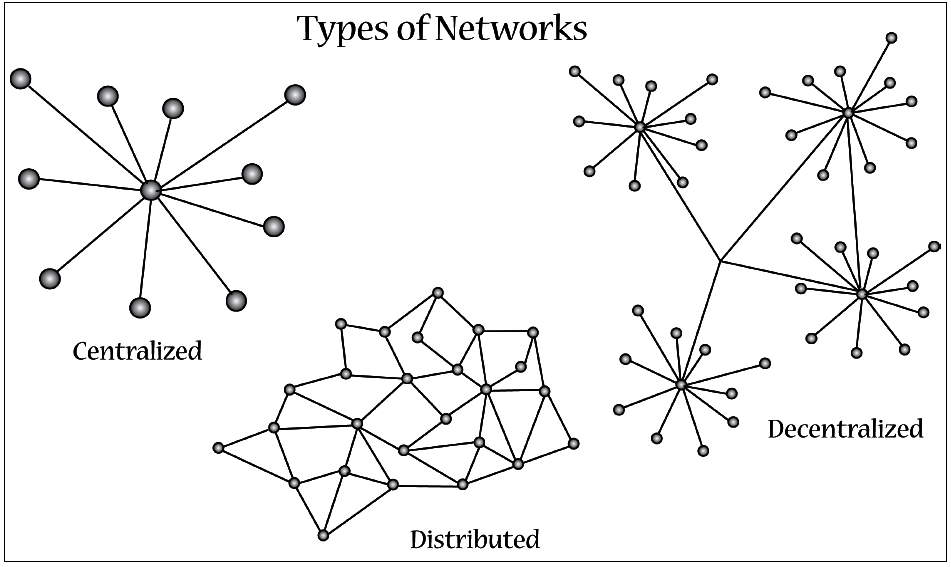 Types of Networks
Centralized
Decentralized
Distributed